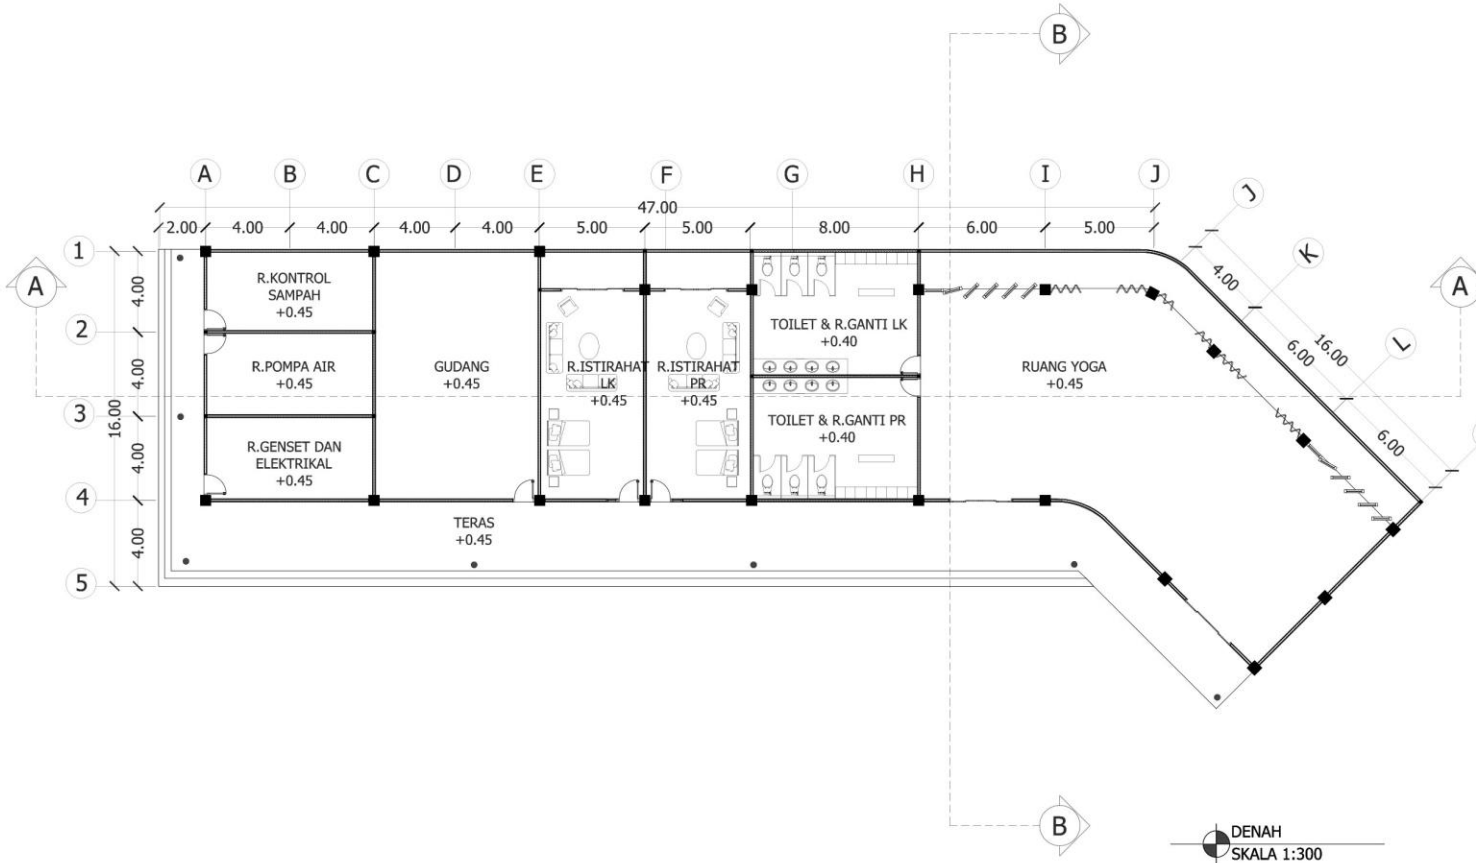 B
A
B
C
D
E
F
G
H
I
J
J
47.00
2.00
4.00
4.00
4.00
4.00
5.00
5.00
8.00
6.00
5.00
K
4.00
L
6.00
16.00
6.00
1
2
3
4
5
4.00
4.00
4.00
4.00
16.00
A
A
R.KONTROL
SAMPAH
+0.45
R.POMPA AIR
+0.45
R.GENSET DAN
ELEKTRIKAL
+0.45
GUDANG
+0.45
R.ISTIRAHAT
LK
+0.45
R.ISTIRAHAT
PR
+0.45
TOILET & R.GANTI LK
+0.40
TOILET & R.GANTI PR
+0.40
RUANG YOGA
+0.45
TERAS
+0.45
B
DENAH
SKALA 1:300